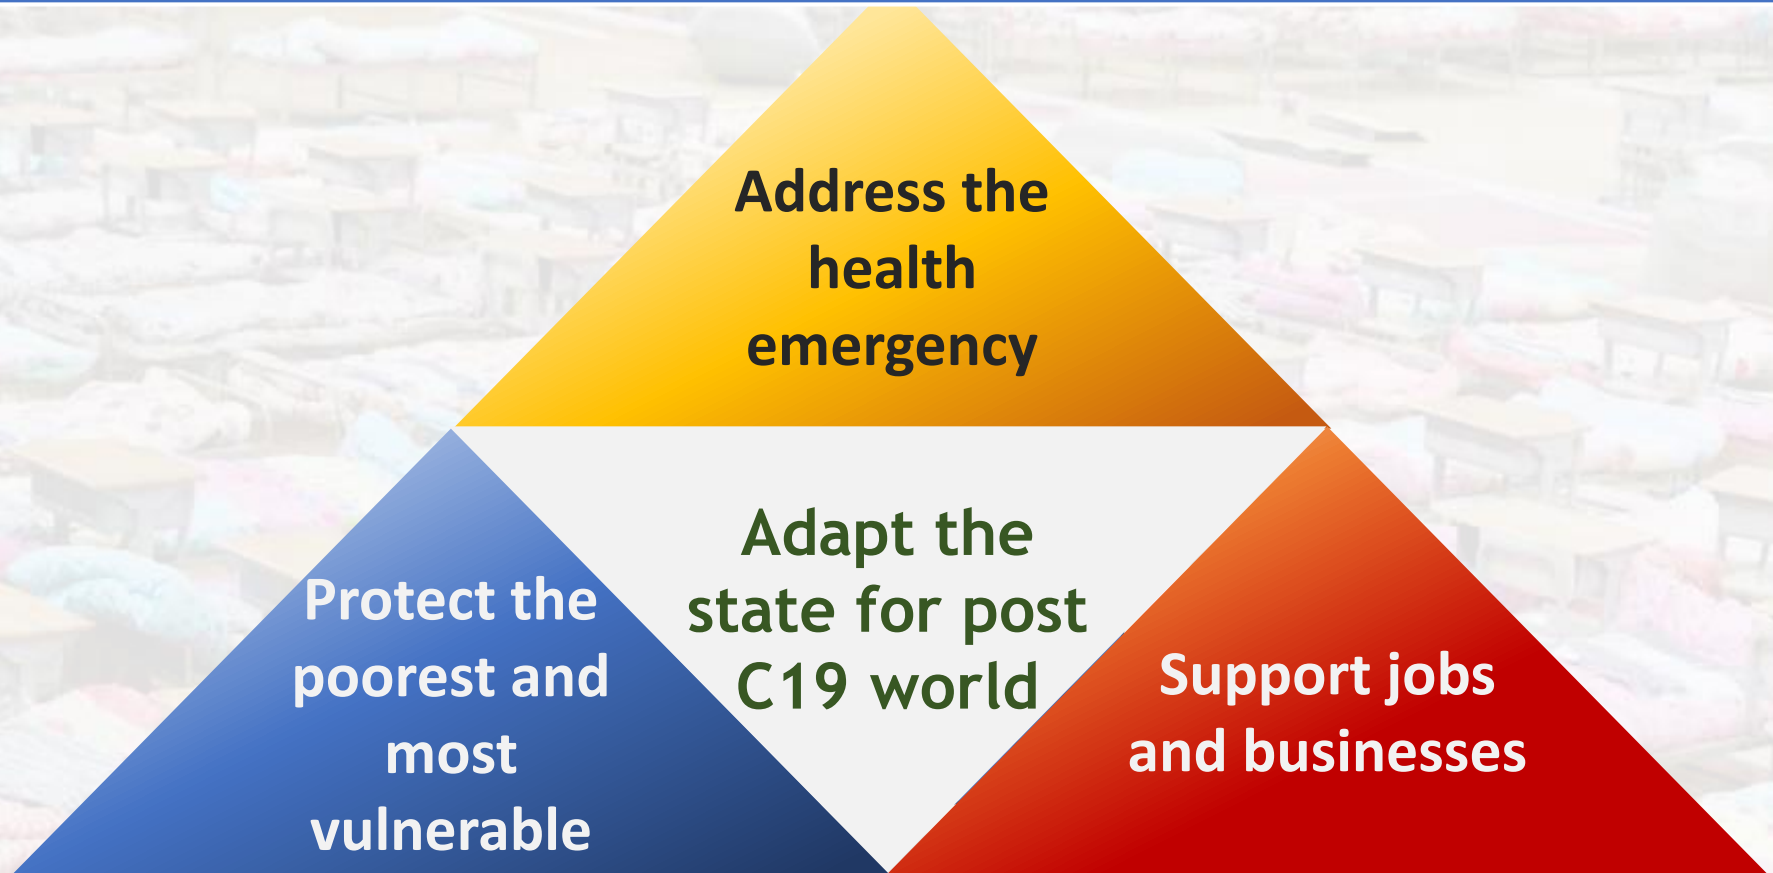 Address the
health
emergency
Adapt the
state for post
C19 world
Protect the
poorest and
most
vulnerable
Support jobs
and businesses